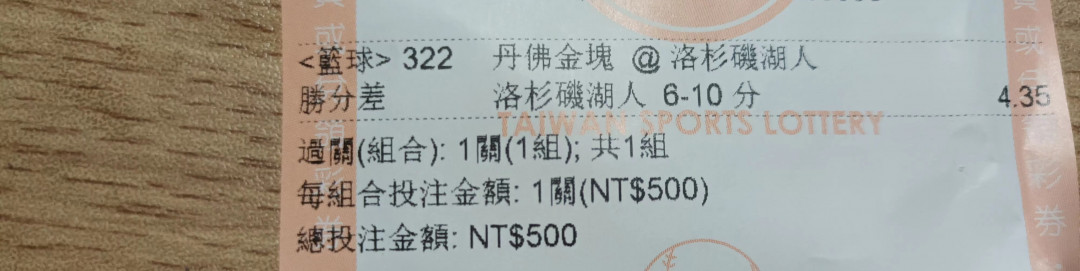 <籃球> 322 丹佛金塊 @ 洛杉磯湖人
勝分差 洛杉磯湖人 6-10 分 4.35
TAIWAN SPORTS LOTTERY
過關(組合): 1關(1組); 共1組
每組合投注金額: 1關(NT$500)
總投注金額: NT$500